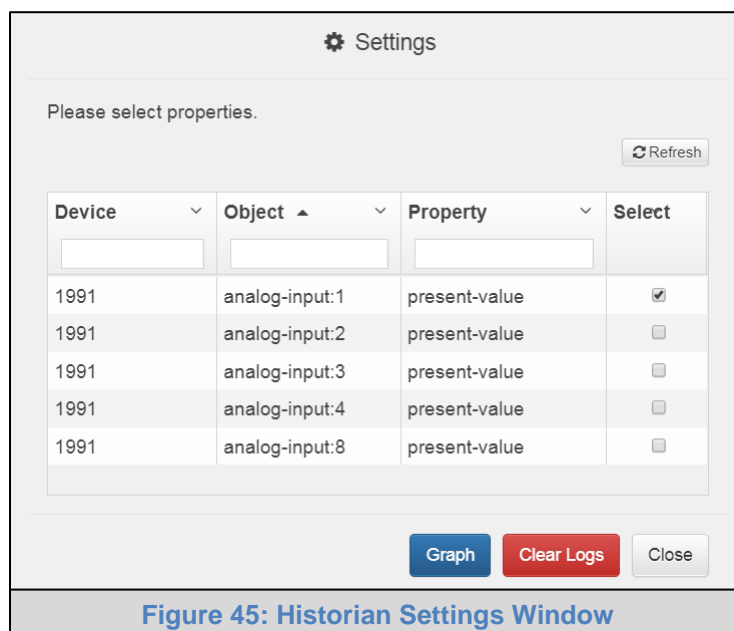 Settings
Please select properties.
Refresh
Device Object Property Select
1991 analog-input:1 present-value
1991 analog-input:2 present-value
1991 analog-input:3 present-value
1991 analog-input:4 present-value
1991 analog-input:8 present-value
Graph Clear Logs Close
Figure 45: Historian Settings Window